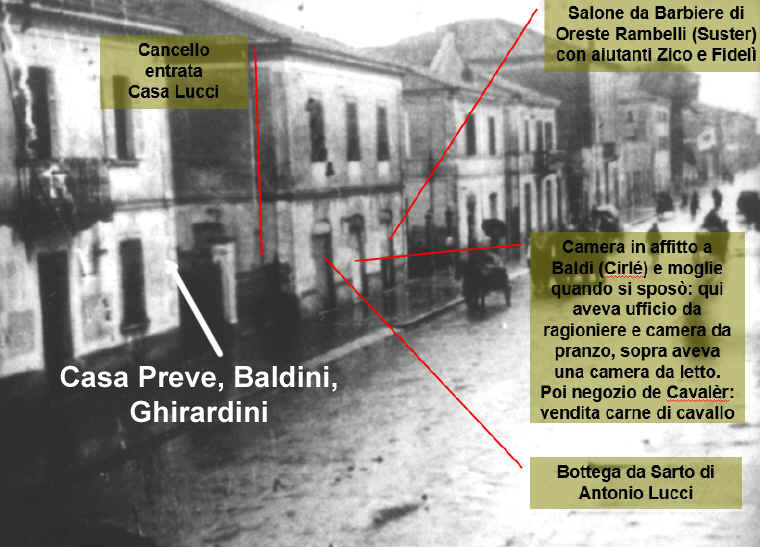 Salone da Barbiere di
Oreste Rambelli (Suster)
con aiutanti Zico e Fidelì
Cancello
entrata
Casa Lucci
Camera in affitto a
Baldi (Cirlé) e moglie
quando si sposò: qui
aveva ufficio da
ragioniere e camera da
pranzo, sopra aveva
una camera da letto.
Poi negozio de Cavalèr:
vendita carne di cavallo
Casa Preve, Baldini,
Ghirardini
Bottega da Sarto di
Antonio Lucci